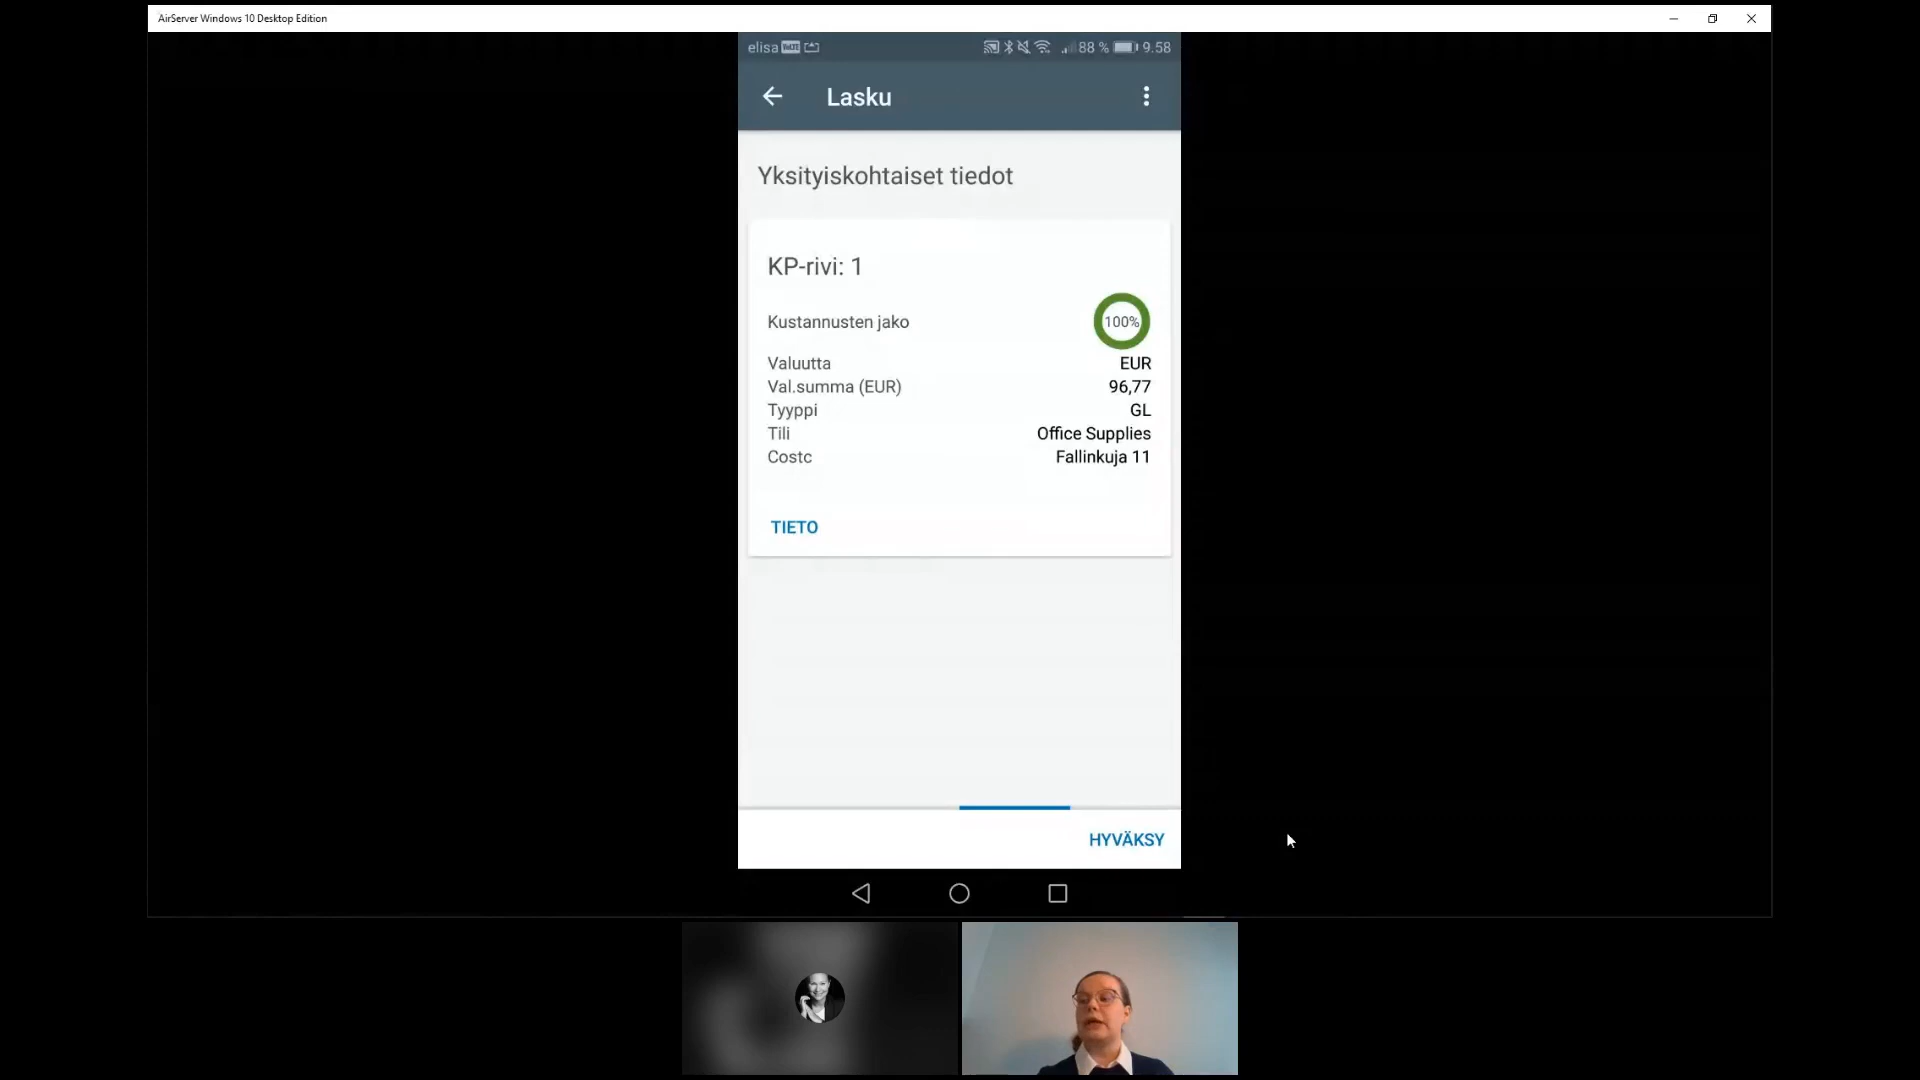 AirServer Windows 10 Desktop Edition
elisa 88 % 9.58
Lasku
Yksityiskohtaiset tiedot
KP-rivi: 1
Kustannusten jako 100%
Valuutta EUR
Val.summa (EUR) 96,77
Tyyppi GL
Tili Office Supplies
Costc Fallinkuja 11
TIETO
HYVÄKSY